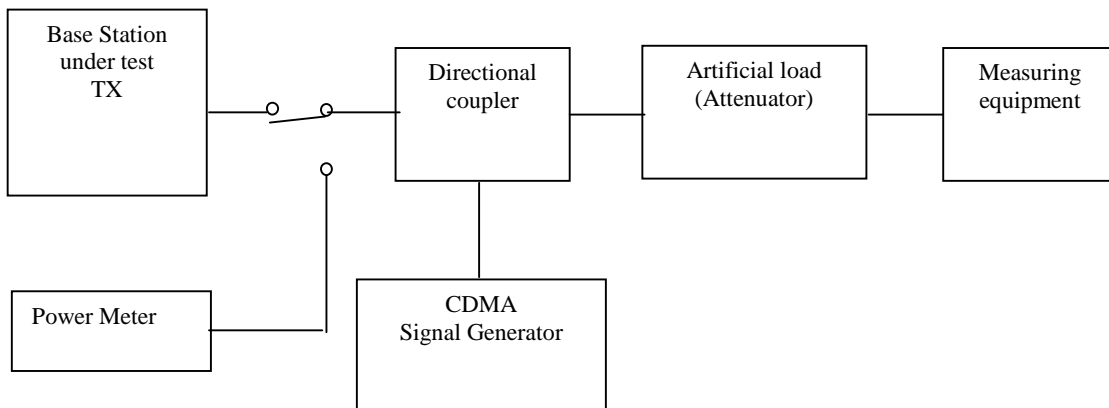 Base Station
under test
TX
Directional
coupler
Artificial load
(Attenuator)
Measuring
equipment
Power Meter
CDMA
Signal Generator